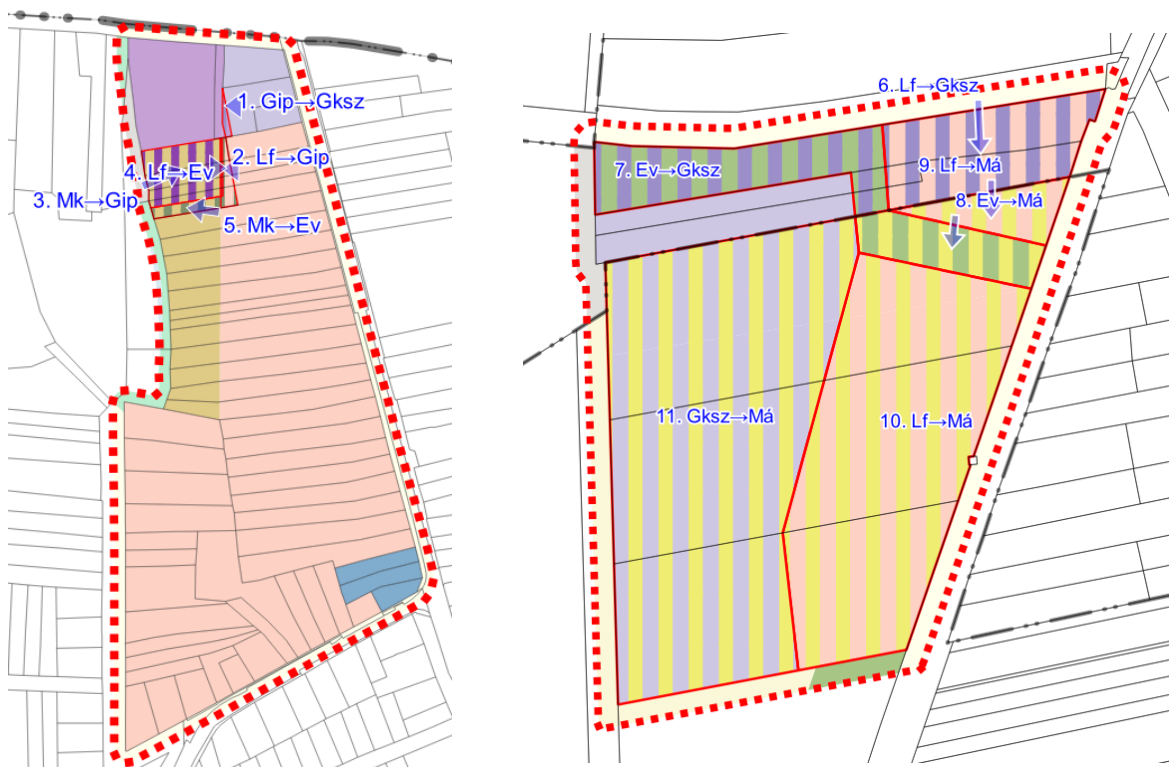 1. Gip→Gksz
2. Lf→Gip
4. Lf→Ev
3. Mk→Gip
5. Mk→Ev
6. Lf→Gksz
7. Ev→Gksz
9. Lf→Má
8. Ev→Má
11. Gksz→Má
10. Lf→Má